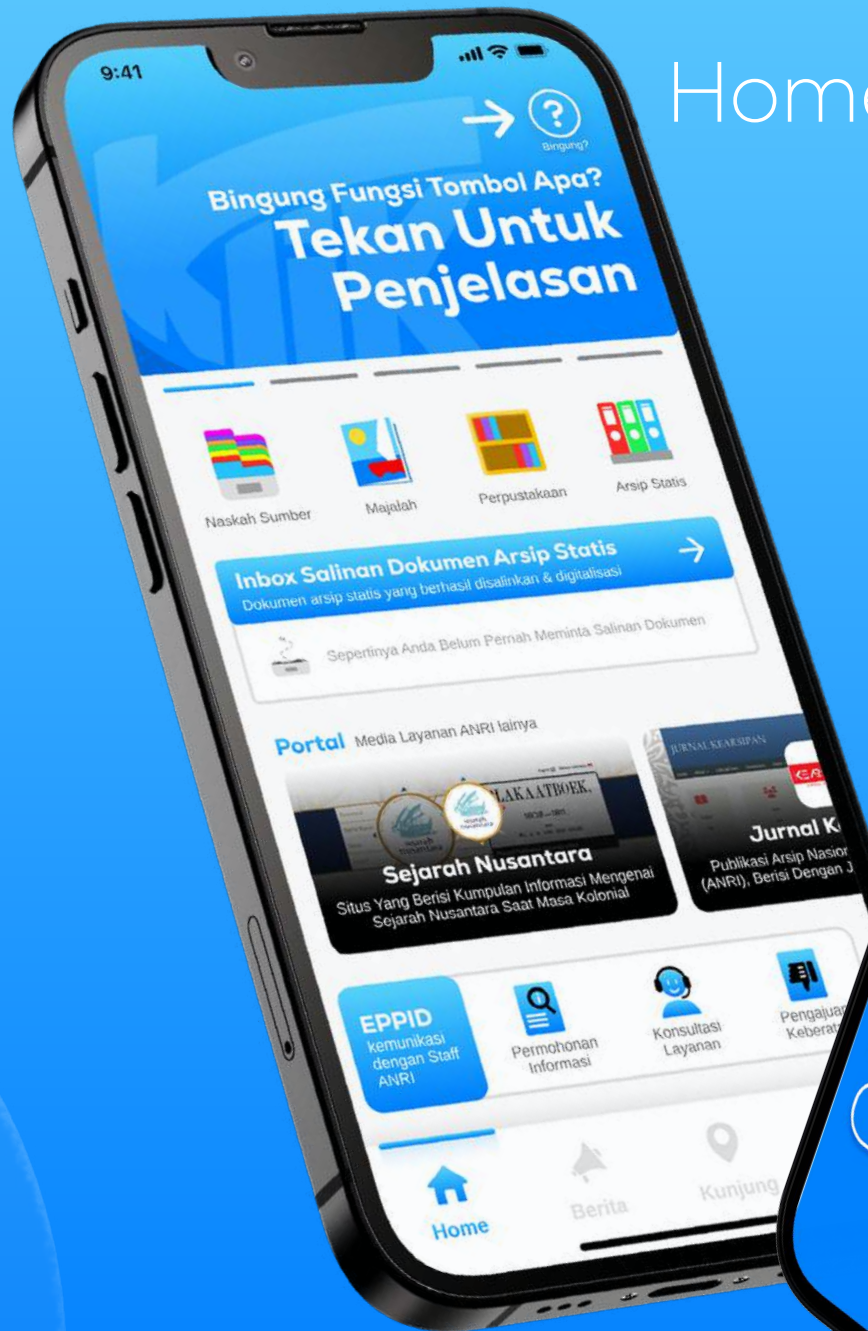 Home
9:41
Bingung?
Bingung Fungsi Tombol Apa?
Tekan Untuk
Penjelasan
Naskah Sumber
Majalah
Perpustakaan
Arsip Statis
Inbox Salinan Dokumen Arsip Statis
Dokumen arsip statis yang berhasil disalinkan & digitalisasi
Sepertinya Anda Belum Pernah Meminta Salinan Dokumen
Portal Media Layanan ANRI lainya
JURNAL KEARSIPAN
LAKAATBOEK,
Sejarah Nusantara
Situs Yang Berisi Kumpulan Informasi Mengenai
Sejarah Nusantara Saat Masa Kolonial
Jurnal K
Publikasi Arsip Nasion
(ANRI), Berisi Dengan J
EPPID
kemunikasi
dengan Staff
ANRI
Permohonan
Informasi
Konsultasi
Layanan
Pengajuan
Kebera
Home
Berita
Kunjung